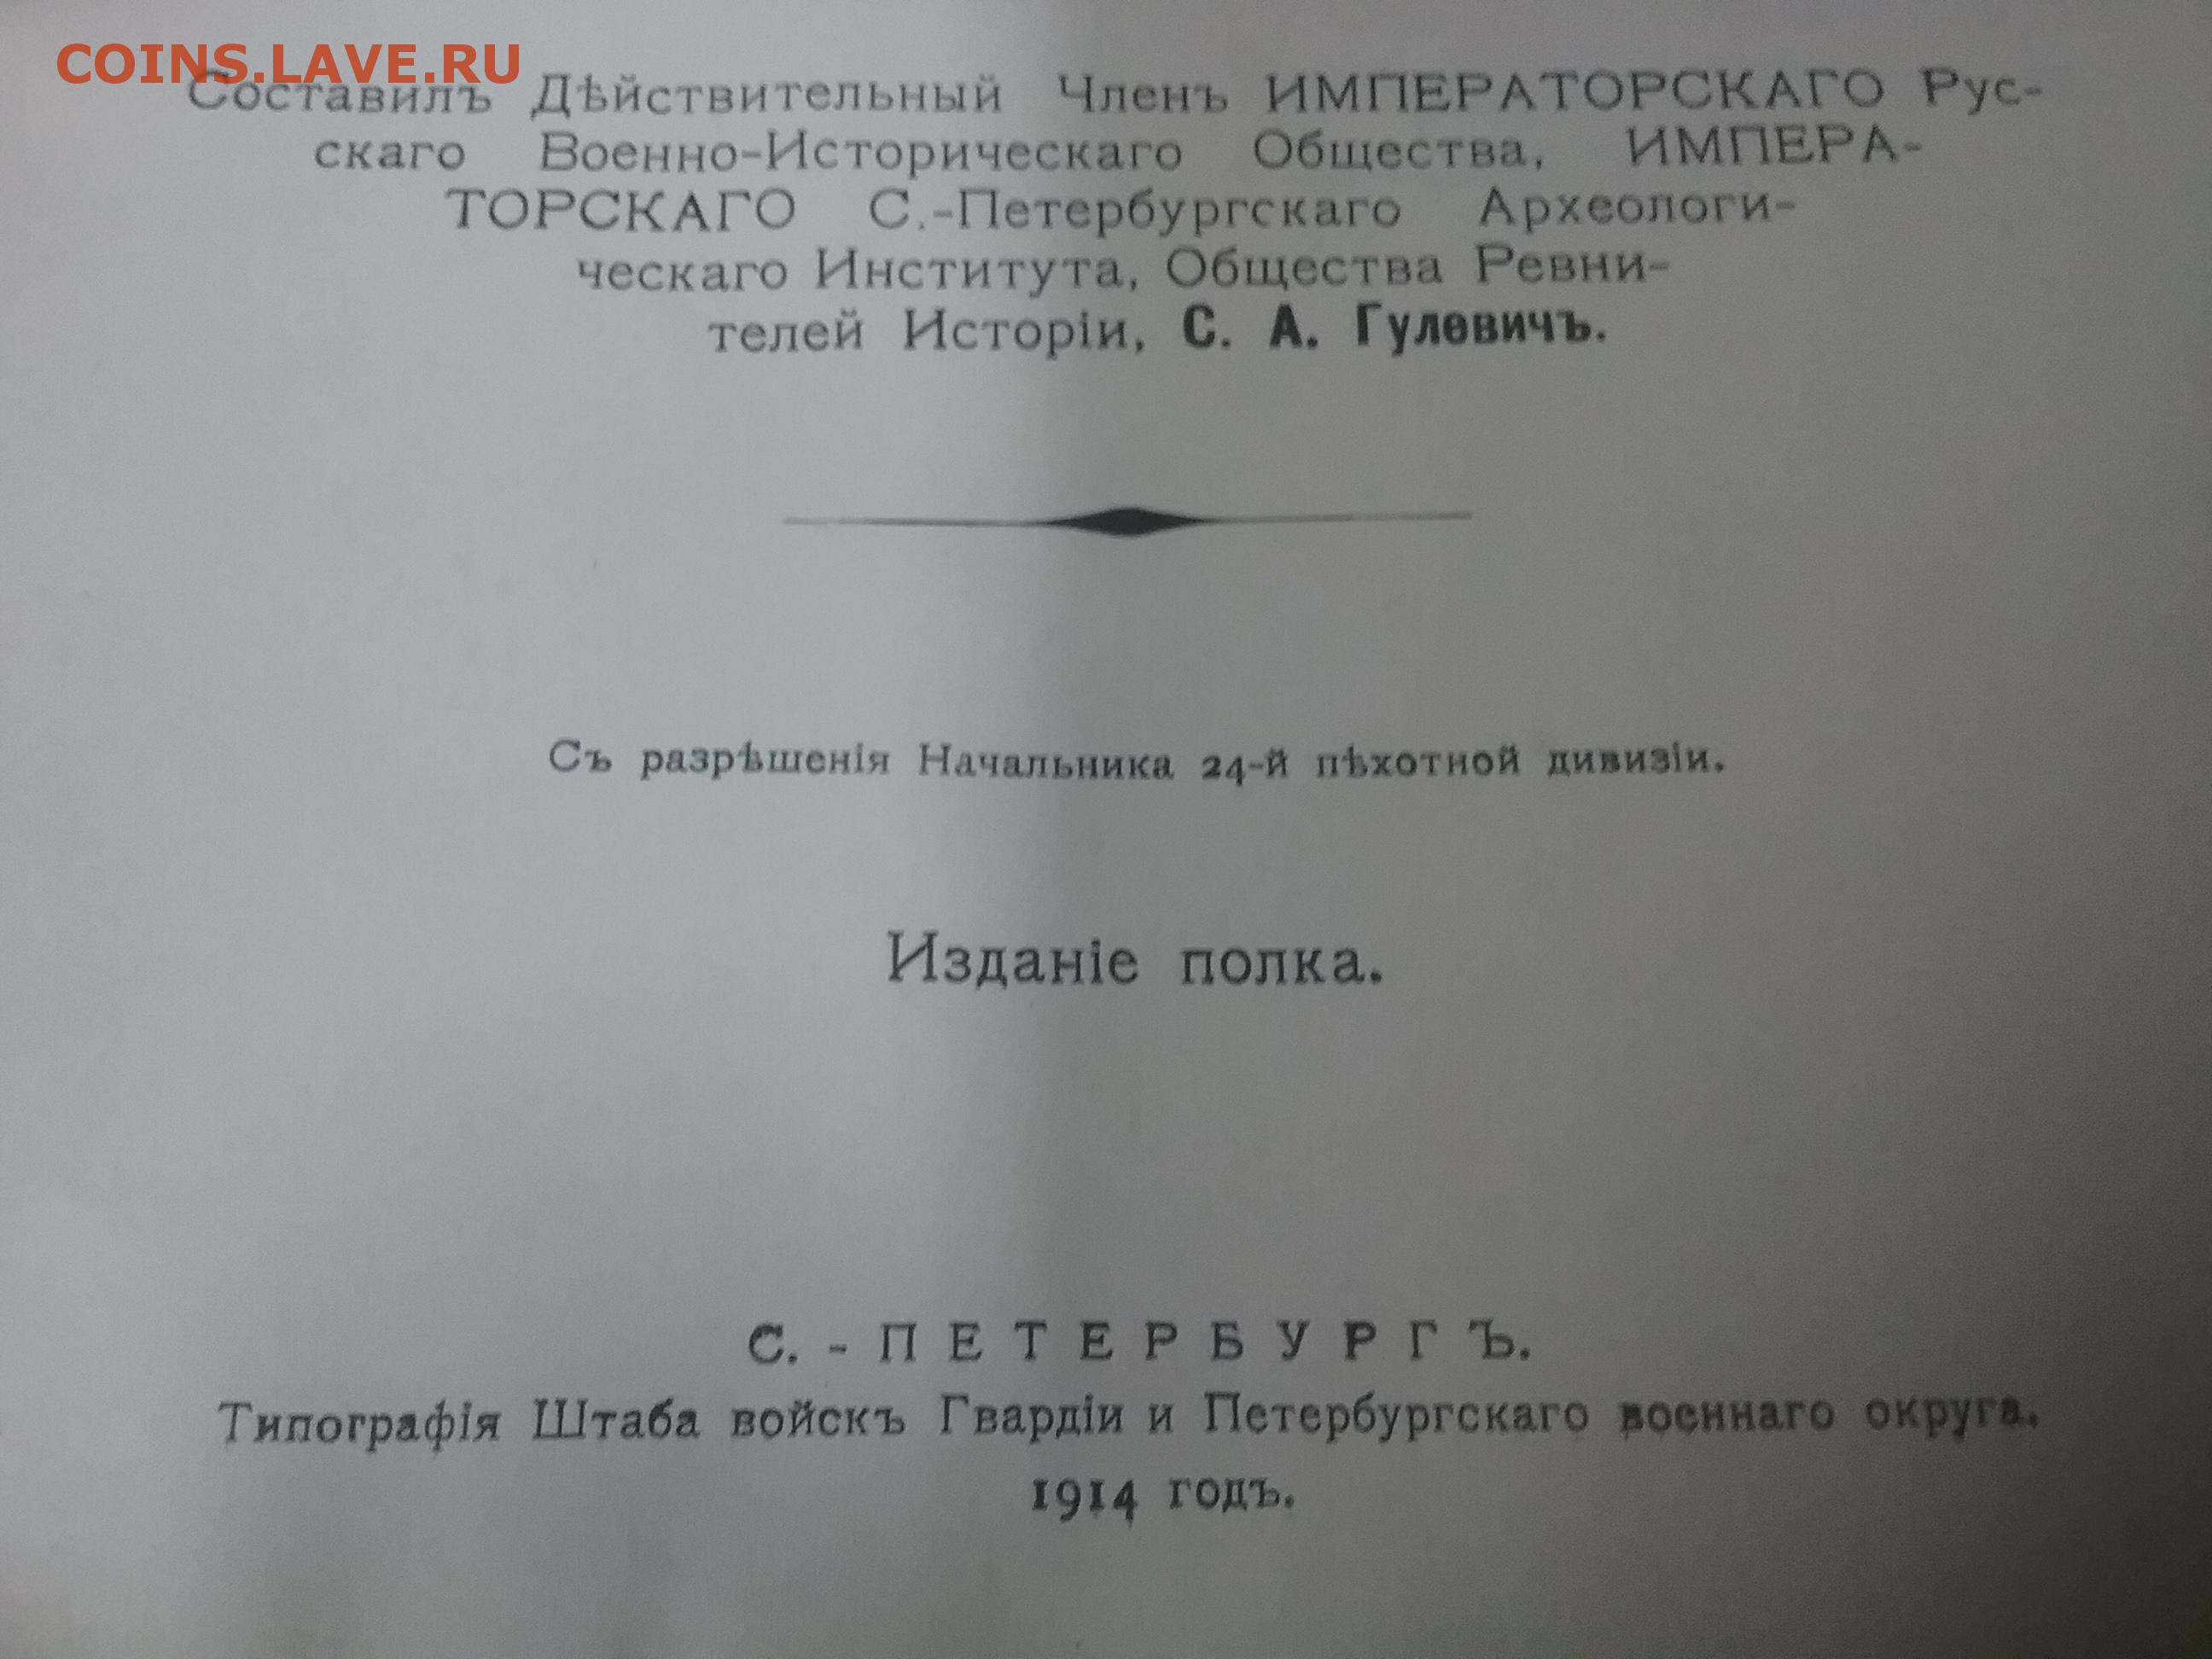 COINS.LAVE.RU
Составилъ Дѣйствительный Членъ ИМПЕРАТОРСКАГО Рус-
скаго Военно-Историческаго Общества, ИМПЕРА-
ТОРСКАГО С.-Петербургскаго Археологи-
ческаго Института, Общества Ревни-
телей Исторіи, С. А. Гулевичъ.
Съ разрѣшенія Начальника 24-й пѣхотной дивизіи.
Изданіе полка.
С.-ПЕТЕРБУРГЪ.
Типографія Штаба войскъ Гвардіи и Петербургскаго военнаго округа.
1914 годъ.